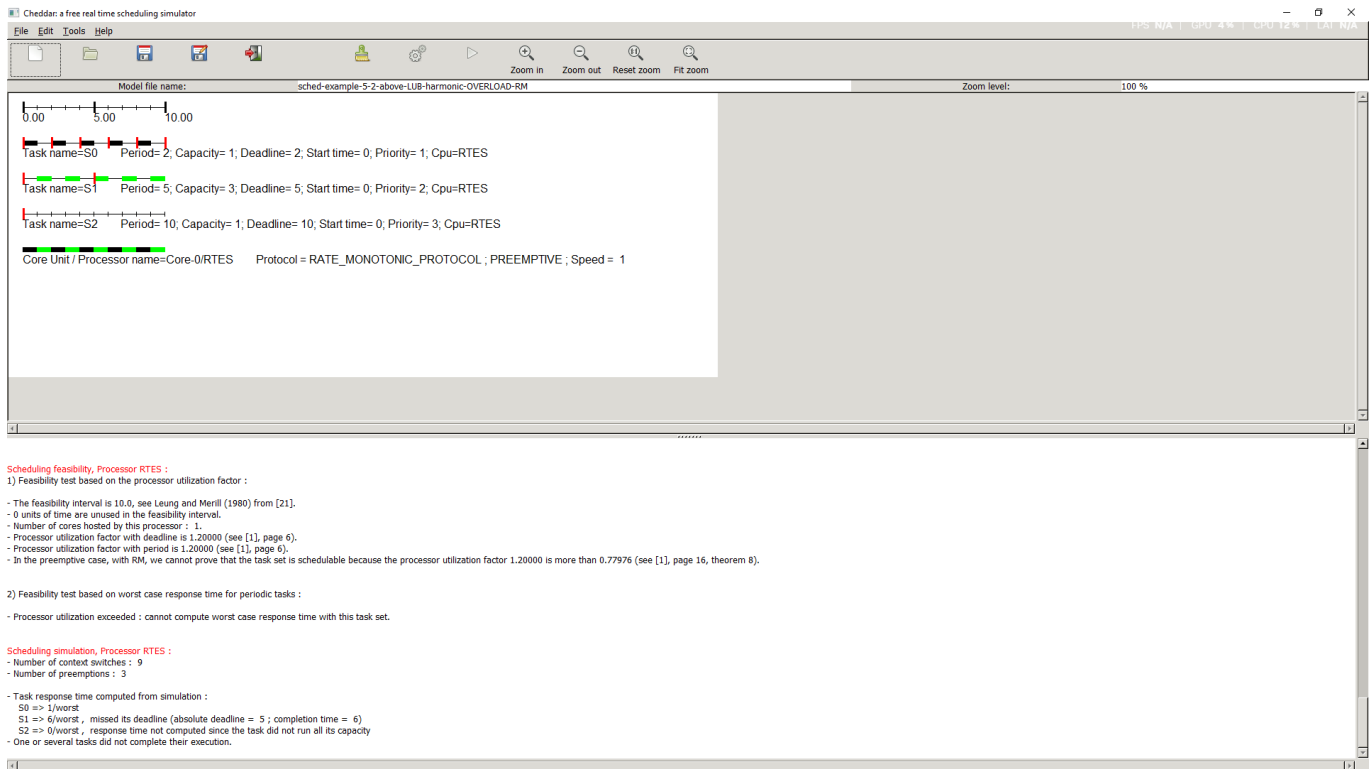 Cheddar: a free real time scheduling simulator
FPS N/A | GPU 4% | CPU 12% | LAT N/A
File Edit Tools Help
Zoom in Zoom out Reset zoom Fit zoom
Model file name: sched-example-5-2-above-LUB-harmonic-OVERLOAD-RM Zoom level: 100 %
0.00 5.00 10.00
Task name=S0 Period= 2; Capacity= 1; Deadline= 2; Start time= 0; Priority= 1; Cpu=RTES
Task name=S1 Period= 5; Capacity= 3; Deadline= 5; Start time= 0; Priority= 2; Cpu=RTES
Task name=S2 Period= 10; Capacity= 1; Deadline= 10; Start time= 0; Priority= 3; Cpu=RTES
Core Unit / Processor name=Core-0/RTES Protocol = RATE_MONOTONIC_PROTOCOL ; PREEMPTIVE ; Speed = 1
Scheduling feasibility, Processor RTES :
1) Feasibility test based on the processor utilization factor :
- The feasibility interval is 10.0, see Leung and Merill (1980) from [21].
- 0 units of time are unused in the feasibility interval.
- Number of cores hosted by this processor : 1.
- Processor utilization factor with deadline is 1.20000 (see [1], page 6).
- Processor utilization factor with period is 1.20000 (see [1], page 6).
- In the preemptive case, with RM, we cannot prove that the task set is schedulable because the processor utilization factor 1.20000 is more than 0.77976 (see [1], page 16, theorem 8).
2) Feasibility test based on worst case response time for periodic tasks :
- Processor utilization exceeded : cannot compute worst case response time with this task set.
Scheduling simulation, Processor RTES :
- Number of context switches : 9
- Number of preemptions : 3
- Task response time computed from simulation :
S0 => 1/worst
S1 => 6/worst , missed its deadline (absolute deadline = 5 ; completion time = 6)
S2 => 0/worst , response time not computed since the task did not run all its capacity
- One or several tasks did not complete their execution.